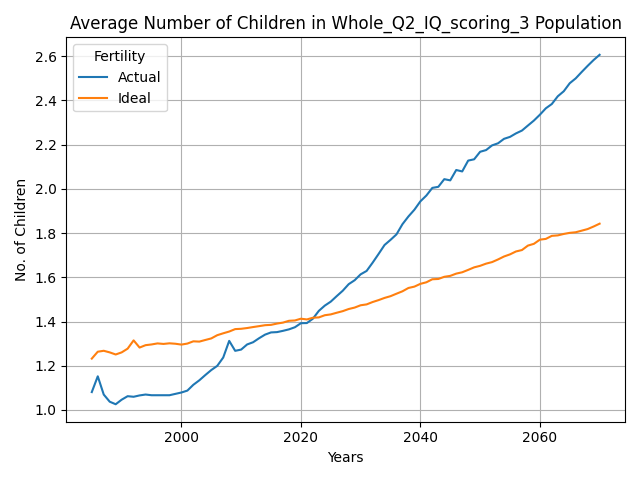 Average Number of Children in Whole_Q2_IQ_scoring_3 Population
Fertility
Actual
Ideal
No. of Children
2.6
2.4
2.2
2.0
1.8
1.6
1.4
1.2
1.0
2000 2020 2040 2060
Years